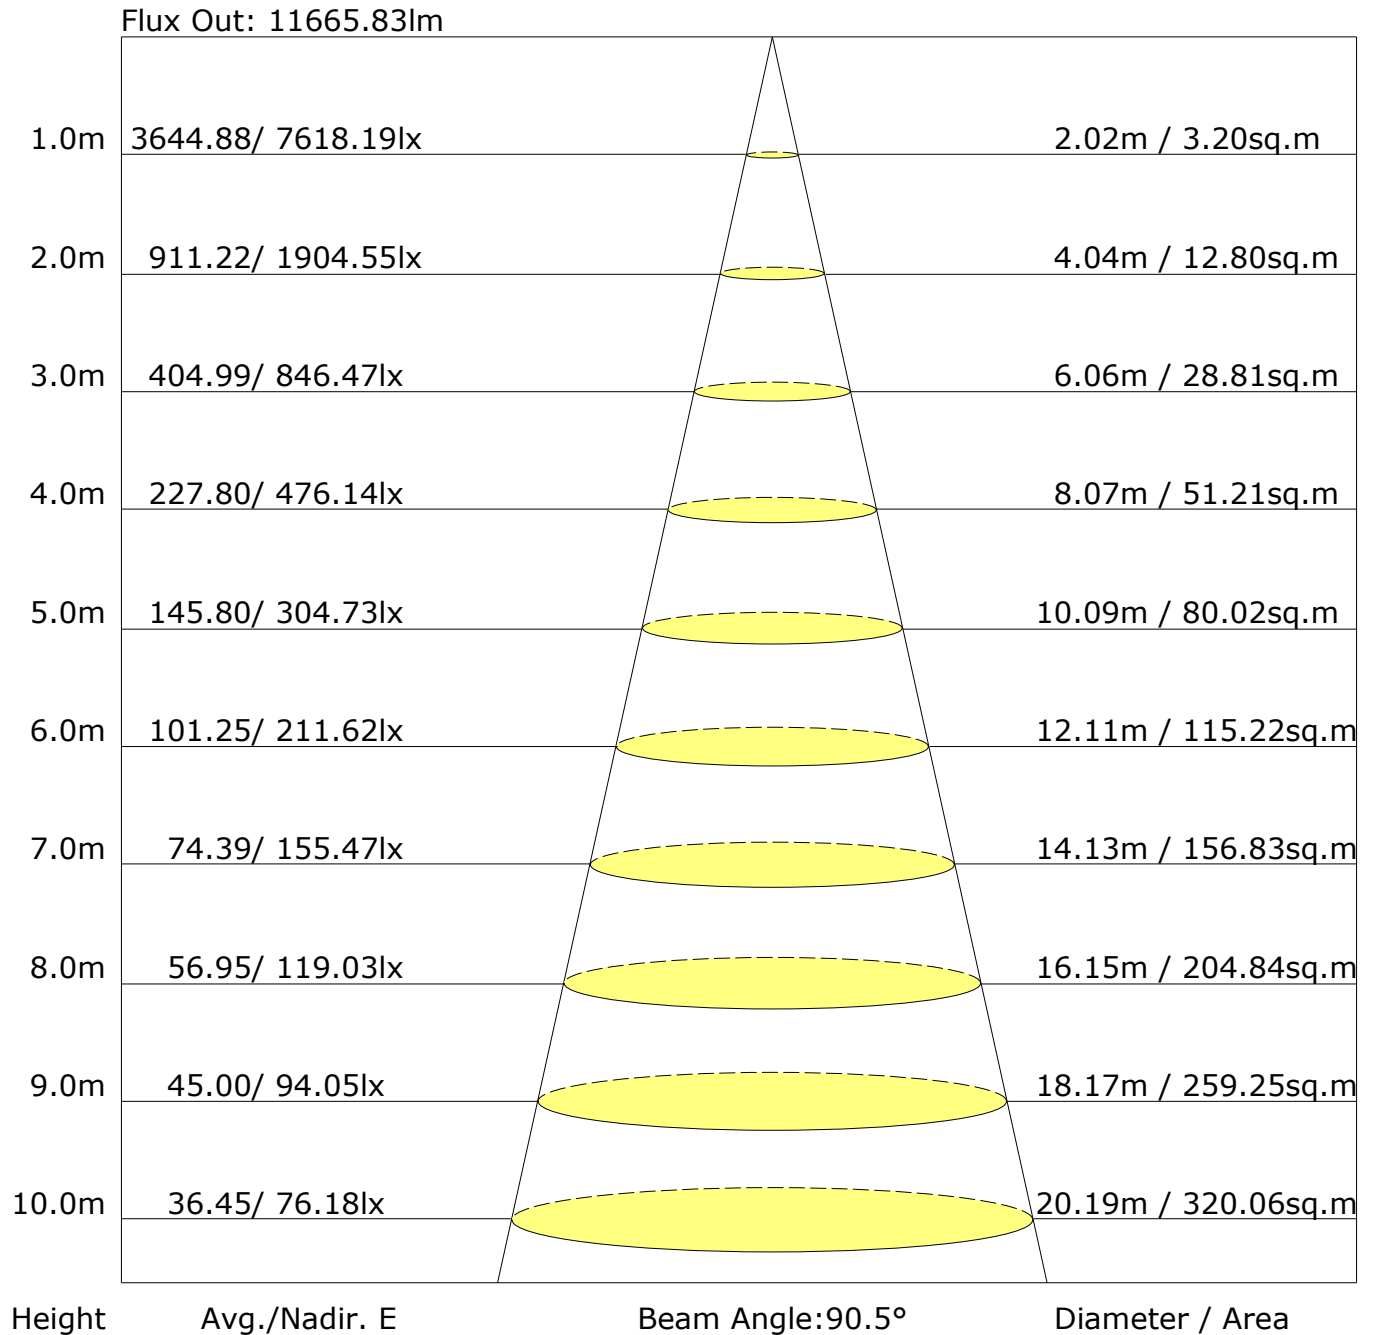 Flux Out: 11665.83lm
1.0m 3644.88/ 7618.19lx 2.02m / 3.20sq.m
2.0m 911.22/ 1904.55lx 4.04m / 12.80sq.m
3.0m 404.99/ 846.47lx 6.06m / 28.81sq.m
4.0m 227.80/ 476.14lx 8.07m / 51.21sq.m
5.0m 145.80/ 304.73lx 10.09m / 80.02sq.m
6.0m 101.25/ 211.62lx 12.11m / 115.22sq.m
7.0m 74.39/ 155.47lx 14.13m / 156.83sq.m
8.0m 56.95/ 119.03lx 16.15m / 204.84sq.m
9.0m 45.00/ 94.05lx 18.17m / 259.25sq.m
10.0m 36.45/ 76.18lx 20.19m / 320.06sq.m
Height Avg./Nadir. E Beam Angle:90.5° Diameter / Area